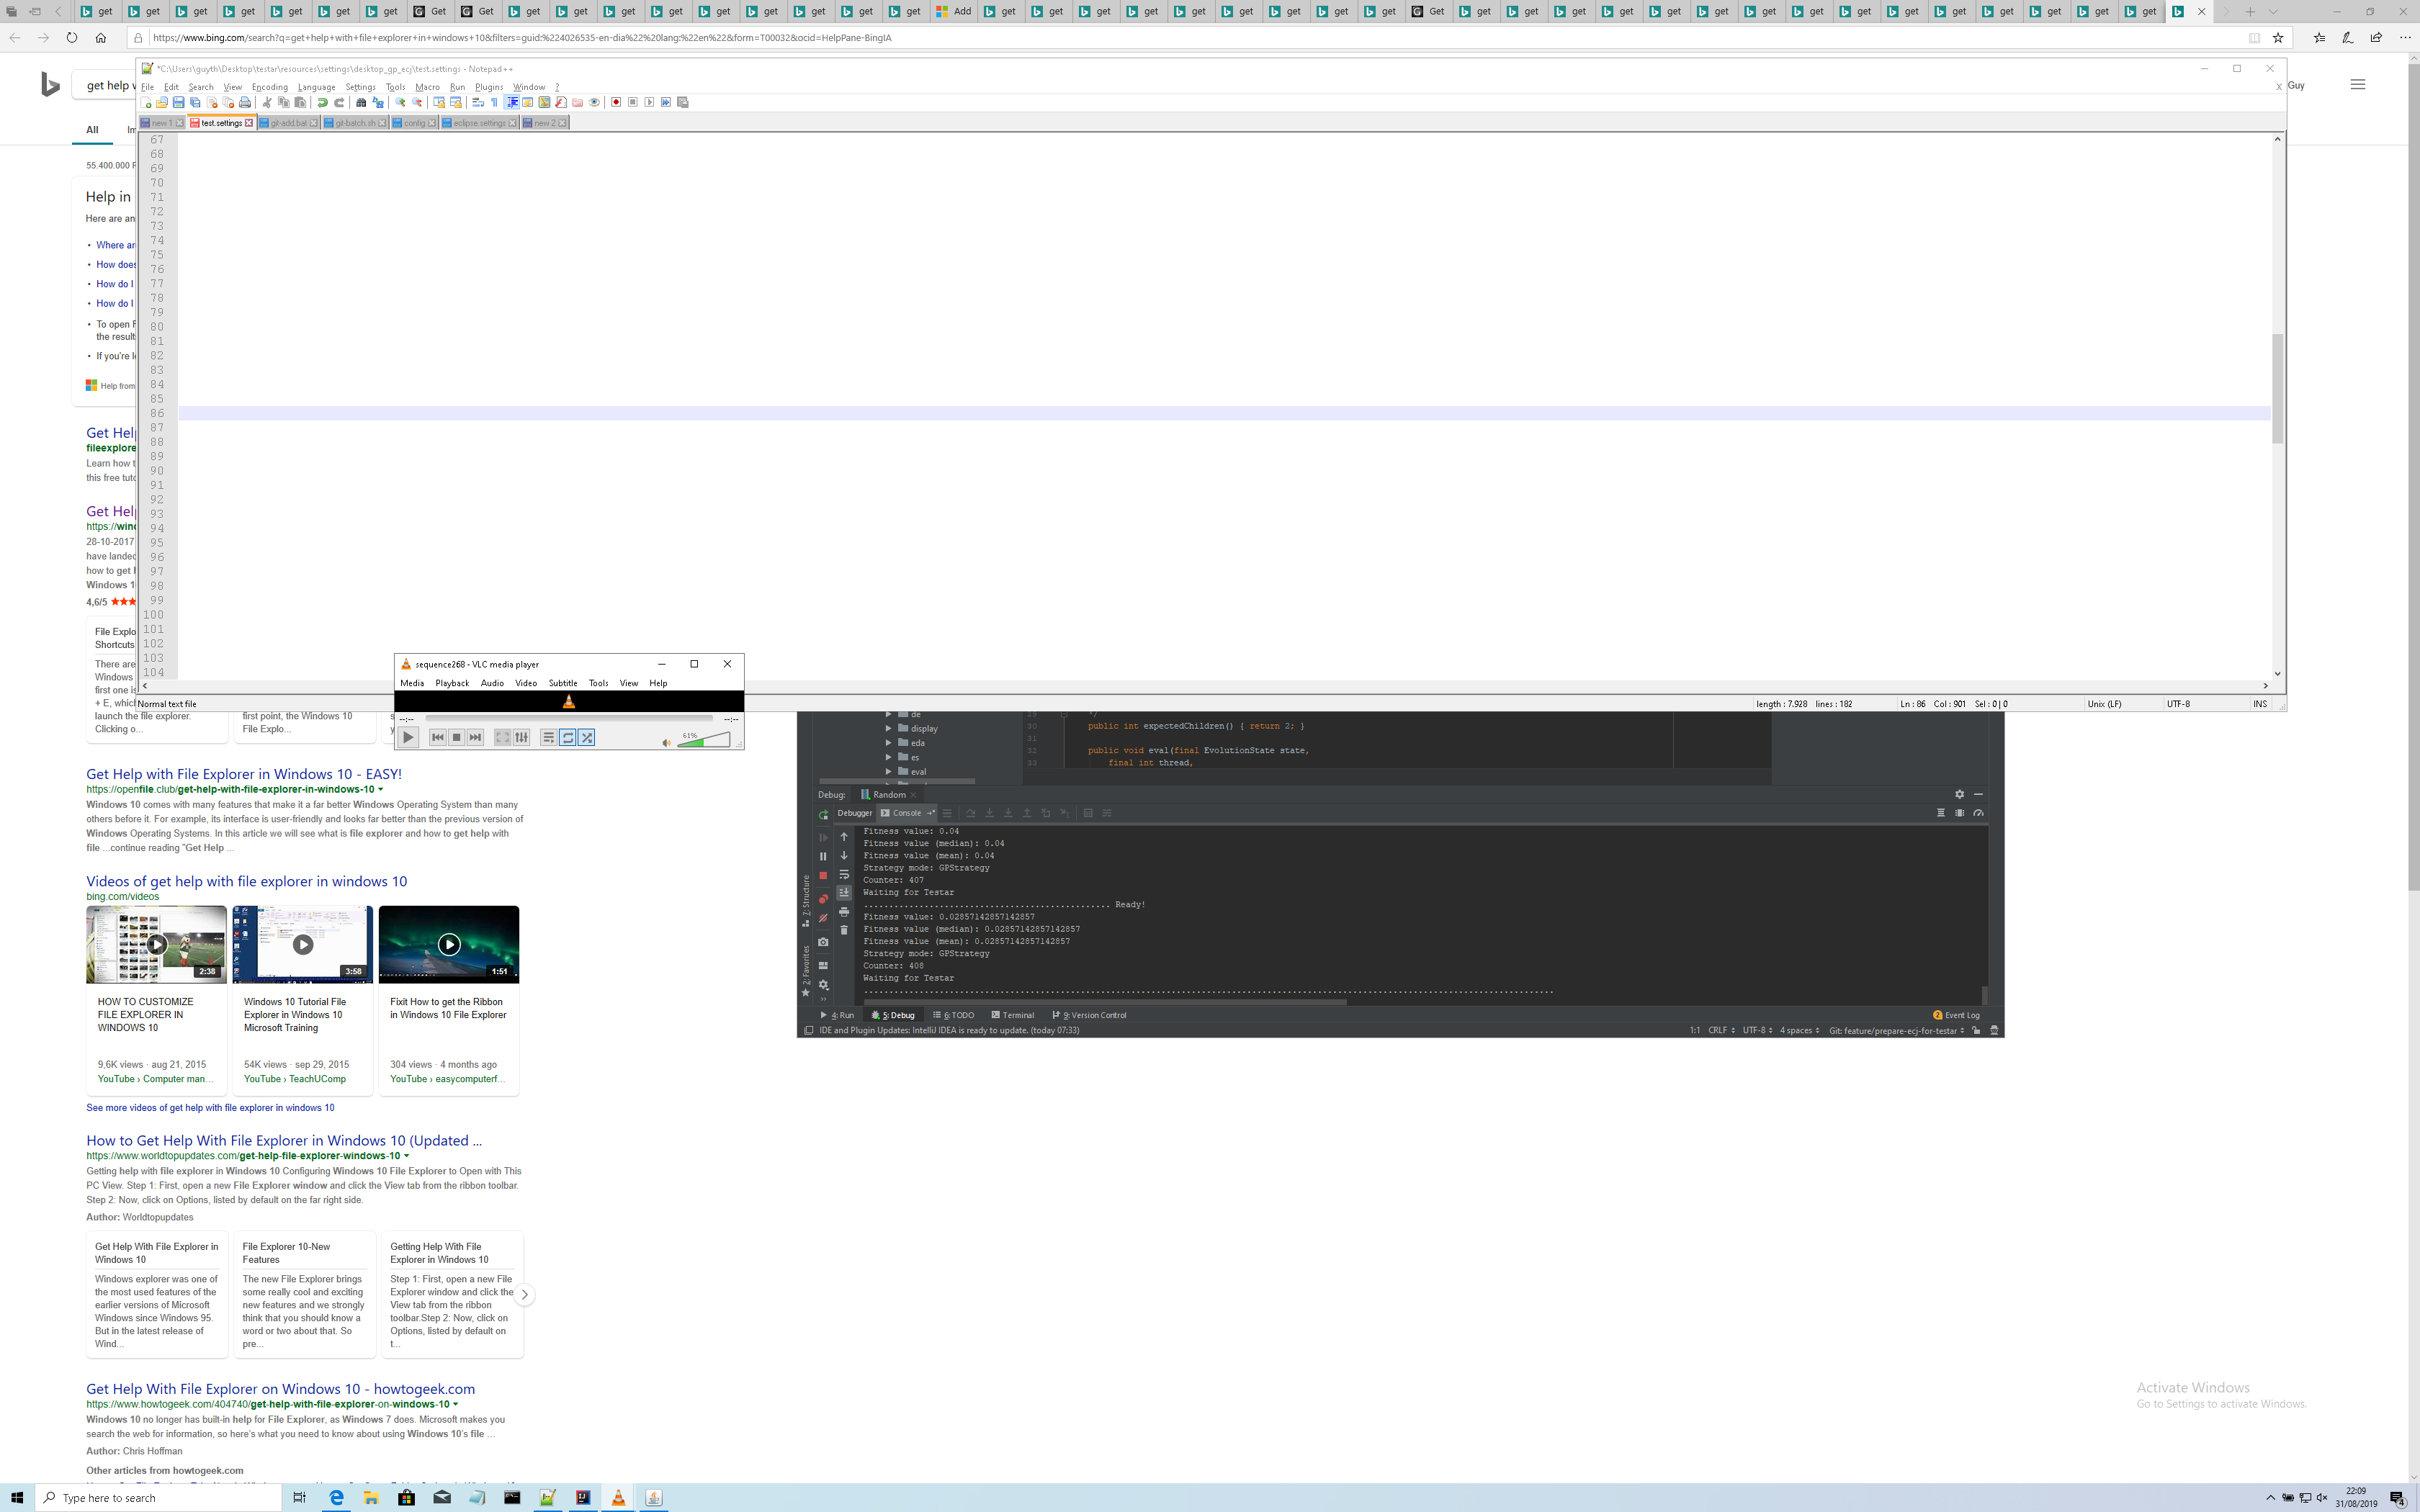 get get get get get get get Get Get get get get get get get get get get Add get get get get get get get get get Get get get get get get get get get get get get get get get get
https://www.bing.com/search?q=get+help+with+file+explorer+in+windows+10&filters=guid:%224026535-en-dia%22%20lang:%22en%22&form=T00032&ocid=HelpPane-BingIA
*C:\Users\guyth\Desktop\testar\resources\settings\desktop_gp_ecj\test.settings - Notepad++
get help
File Edit Search View Encoding Language Settings Tools Macro Run Plugins Window ?
X
Guy
new 1 test.settings git-add.bat git-batch.sh config eclipse.settings new 2
All
55.400.000
Help in
Here are an
• Where ar
• How does
• How do I
• How do I
• To open F
the result
• If you're l
Help from
Get Hel
fileexplore
Learn how t
this free tuto
Get Hel
https://wind
28-10-2017
have landed
how to get h
Windows 1
4,6/5
File Explo
Shortcuts
There are
Windows
first one is
+ E, which
launch the file explorer.
Clicking o...
first point, the Windows 10
File Explo...
67
68
69
70
71
72
73
74
75
76
77
78
79
80
81
82
83
84
85
86
87
88
89
90
91
92
93
94
95
96
97
98
99
100
101
102
103
104
Normal text file
length : 7.928 lines : 182
Ln : 86 Col : 901 Sel : 0 | 0
Unix (LF)
UTF-8
INS
sequence268 - VLC media player
Media Playback Audio Video Subtitle Tools View Help
--:-- --:--
61%
Get Help with File Explorer in Windows 10 - EASY!
https://openfile.club/get-help-with-file-explorer-in-windows-10
Windows 10 comes with many features that make it a far better Windows Operating System than many
others before it. For example, its interface is user-friendly and looks far better than the previous version of
Windows Operating Systems. In this article we will see what is file explorer and how to get help with
file ...continue reading "Get Help ...
Videos of get help with file explorer in windows 10
bing.com/videos
2:38
3:58
1:51
HOW TO CUSTOMIZE
FILE EXPLORER IN
WINDOWS 10
9,6K views · aug 21, 2015
YouTube › Computer man...
Windows 10 Tutorial File
Explorer in Windows 10
Microsoft Training
54K views · sep 29, 2015
YouTube › TeachUComp
Fixit How to get the Ribbon
in Windows 10 File Explorer
304 views · 4 months ago
YouTube › easycomputerf...
See more videos of get help with file explorer in windows 10
How to Get Help With File Explorer in Windows 10 (Updated ...
https://www.worldtopupdates.com/get-help-file-explorer-windows-10
Getting help with file explorer in Windows 10 Configuring Windows 10 File Explorer to Open with This
PC View. Step 1: First, open a new File Explorer window and click the View tab from the ribbon toolbar.
Step 2: Now, click on Options, listed by default on the far right side.
Author: Worldtopupdates
Get Help With File Explorer in
Windows 10
Windows explorer was one of
the most used features of the
earlier versions of Microsoft
Windows since Windows 95.
But in the latest release of
Wind...
File Explorer 10-New
Features
The new File Explorer brings
some really cool and exciting
new features and we strongly
think that you should know a
word or two about that. So
pre...
Getting Help With File
Explorer in Windows 10
Step 1: First, open a new File
Explorer window and click the
View tab from the ribbon
toolbar.Step 2: Now, click on
Options, listed by default on
t...
Get Help With File Explorer on Windows 10 - howtogeek.com
https://www.howtogeek.com/404740/get-help-with-file-explorer-on-windows-10
Windows 10 no longer has built-in help for File Explorer, as Windows 7 does. Microsoft makes you
search the web for information, so here's what you need to know about using Windows 10's file ...
Author: Chris Hoffman
Other articles from howtogeek.com
de
display
eda
es
eval
29 */
30 public int expectedChildren() { return 2; }
31
32 public void eval(final EvolutionState state,
33 final int thread,
Debug: Random
Debugger Console
Fitness value: 0.04
Fitness value (median): 0.04
Fitness value (mean): 0.04
Strategy mode: GPStrategy
Counter: 407
Waiting for Testar
................................................ Ready!
Fitness value: 0.02857142857142857
Fitness value (median): 0.02857142857142857
Fitness value (mean): 0.02857142857142857
Strategy mode: GPStrategy
Counter: 408
Waiting for Testar
7: Structure
2: Favorites
4: Run 5: Debug 6: TODO Terminal 9: Version Control
2 Event Log
IDE and Plugin Updates: IntelliJ IDEA is ready to update. (today 07:33)
1:1 CRLF UTF-8 4 spaces Git: feature/prepare-ecj-for-testar
Activate Windows
Go to Settings to activate Windows.
Type here to search
22:09
31/08/2019
4